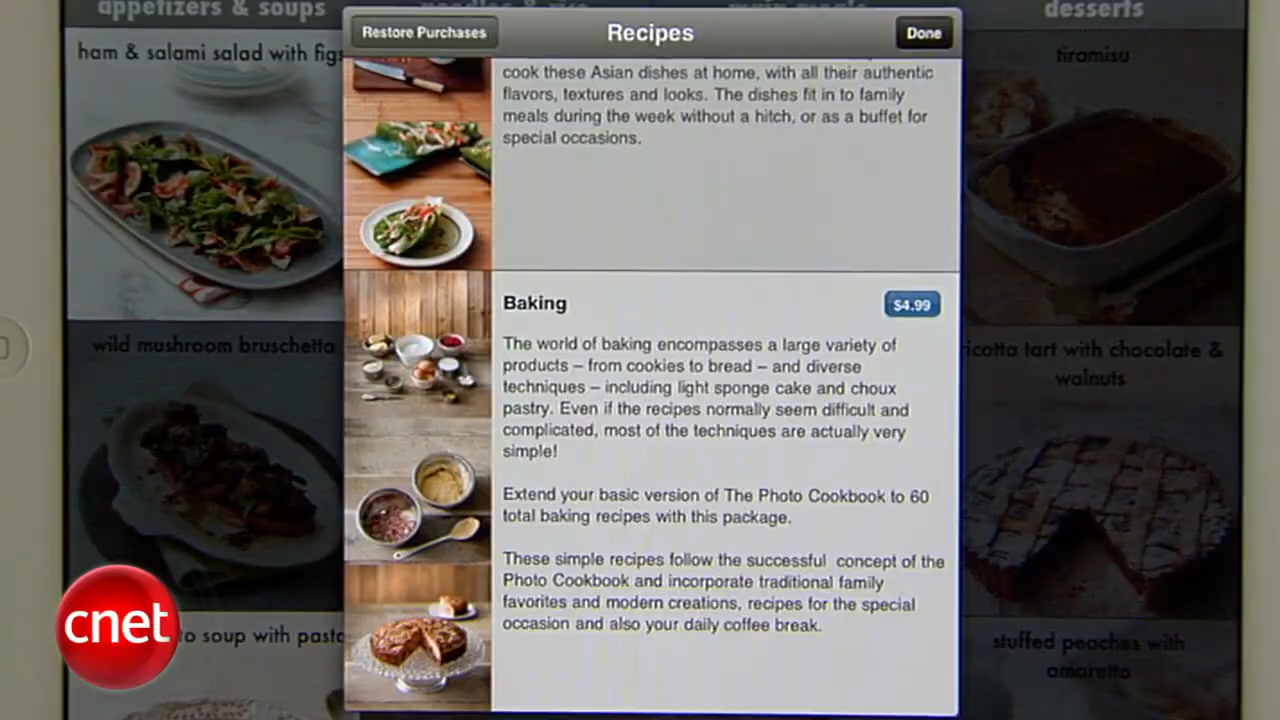 appetizers & soups
desserts
Restore Purchases
Recipes
Done
ham & salami salad with figs
tiramisu
cook these Asian dishes at home, with all their authentic
flavors, textures and looks. The dishes fit in to family
meals during the week without a hitch, or as a buffet for
special occasions.
wild mushroom bruschetta
ricotta tart with chocolate &
walnuts
Baking
$4.99
The world of baking encompasses a large variety of
products – from cookies to bread – and diverse
techniques – including light sponge cake and choux
pastry. Even if the recipes normally seem difficult and
complicated, most of the techniques are actually very
simple!
Extend your basic version of The Photo Cookbook to 60
total baking recipes with this package.
These simple recipes follow the successful concept of the
Photo Cookbook and incorporate traditional family
favorites and modern creations, recipes for the special
occasion and also your daily coffee break.
to soup with pasta
stuffed peaches with
amaretto
cnet